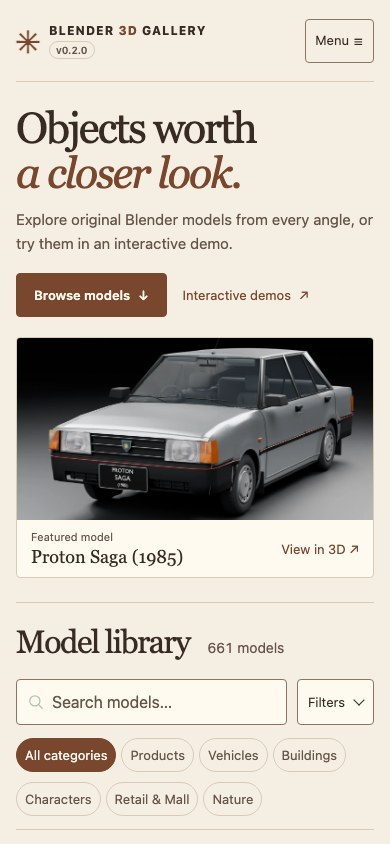 BLENDER 3D GALLERY
v0.2.0
Menu
Objects worth
a closer look.
Explore original Blender models from every angle, or
try them in an interactive demo.
Browse models ↓
Interactive demos ↗
PROTON
SAGA
Featured model
Proton Saga (1985)
View in 3D ↗
Model library
661 models
Search models...
Filters
All categories
Products
Vehicles
Buildings
Characters
Retail & Mall
Nature